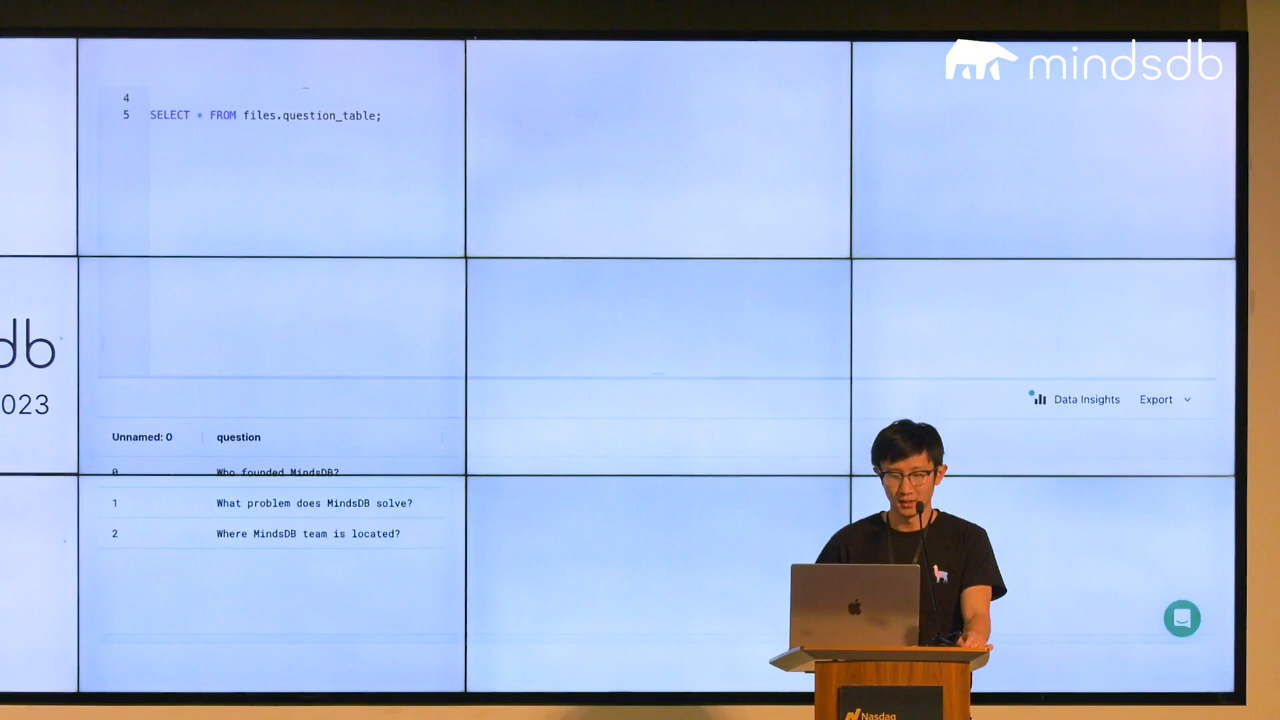 mindsdb
4
5 SELECT * FROM files.question_table;
db
023
Data Insights Export
Unnamed: 0 question
0 Who founded MindsDB?
1 What problem does MindsDB solve?
2 Where MindsDB team is located?
Nasdaq